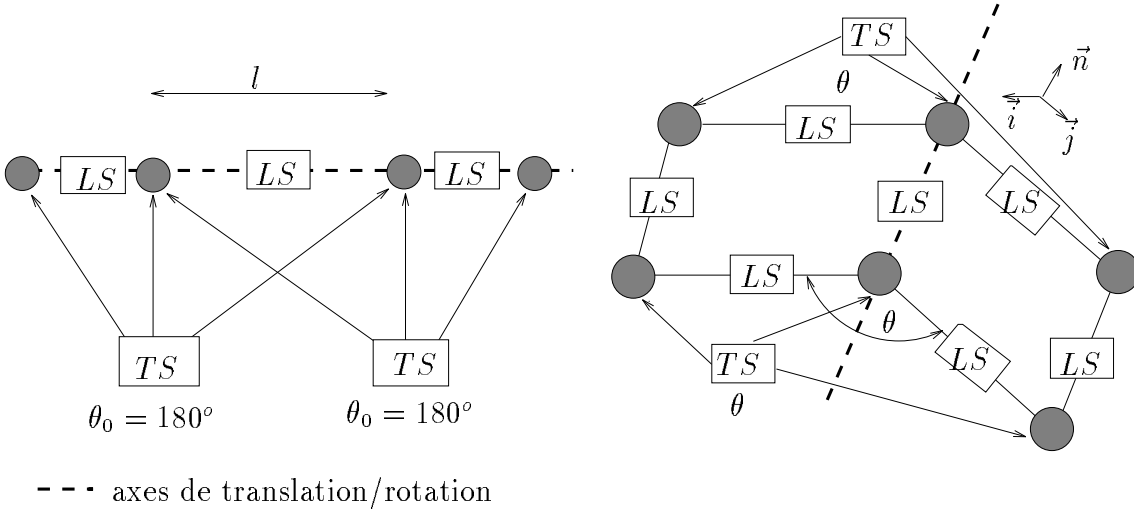 l
LS
LS
LS
TS
TS
θ₀ = 180°
θ₀ = 180°
axes de translation/rotation
TS
θ
n⃗
i⃗
j⃗
LS
LS
LS
LS
LS
θ
TS
LS
LS
θ